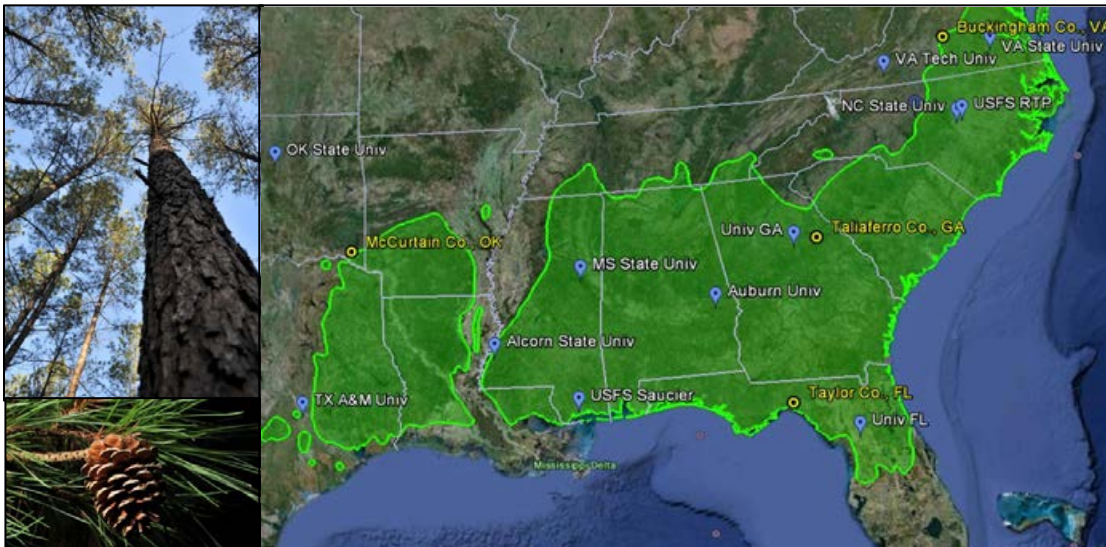 Buckingham Co., VA
VA State Univ
VA Tech Univ
NC State Univ
USFS RTP
OK State Univ
Univ GA
Taliaferro Co., GA
McCurtain Co., OK
MS State Univ
Auburn Univ
Alcorn State Univ
TX A&M Univ
USFS Saucier
Taylor Co., FL
Univ FL
Mississippi Delta